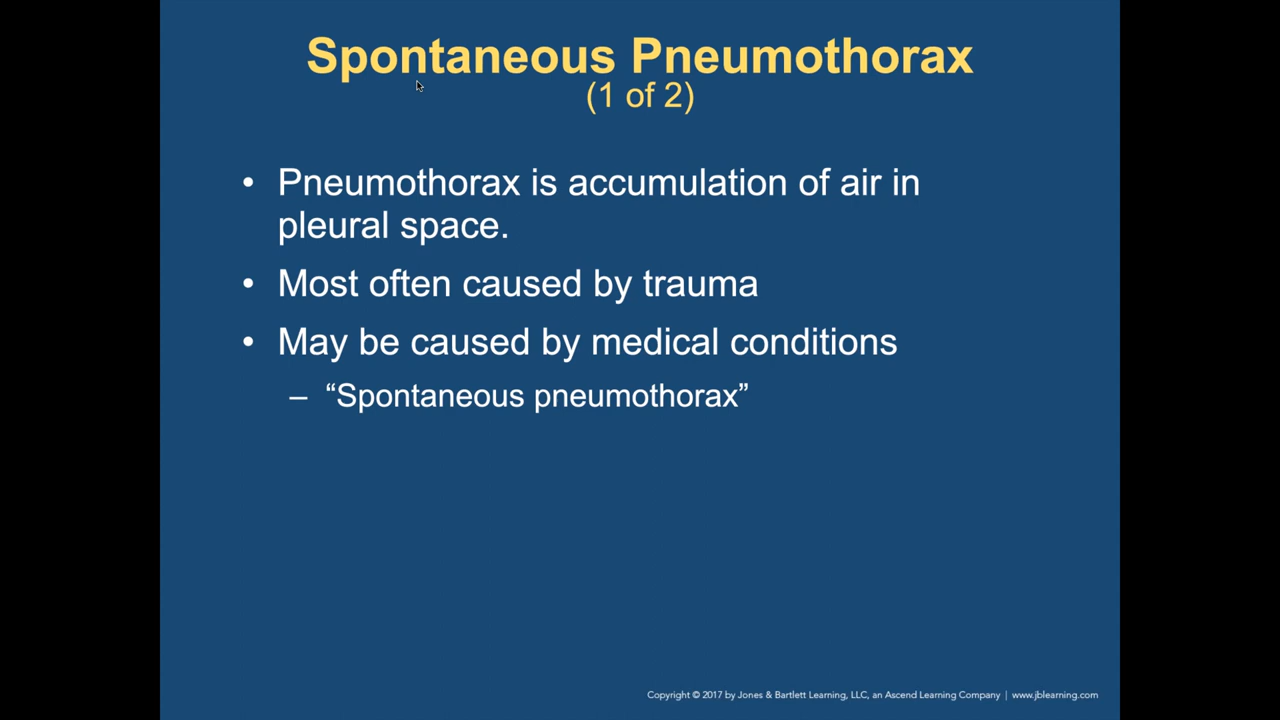 Spontaneous Pneumothorax
(1 of 2)
• Pneumothorax is accumulation of air in
pleural space.
• Most often caused by trauma
• May be caused by medical conditions
– “Spontaneous pneumothorax”
Copyright © 2017 by Jones & Bartlett Learning, LLC, an Ascend Learning Company | www.jblearning.com